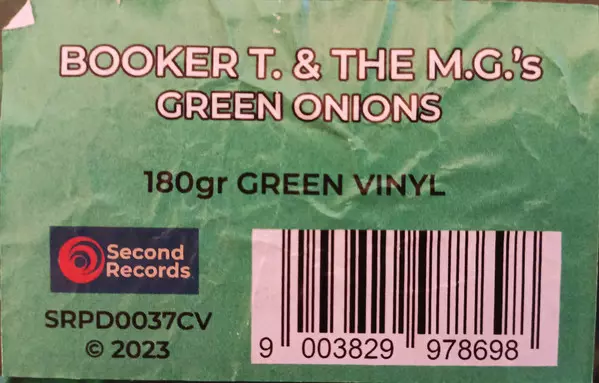 BOOKER T. & THE M.G.'s
GREEN ONIONS
180gr GREEN VINYL
Second
Records
SRPD0037CV
© 2023
9 003829 978698